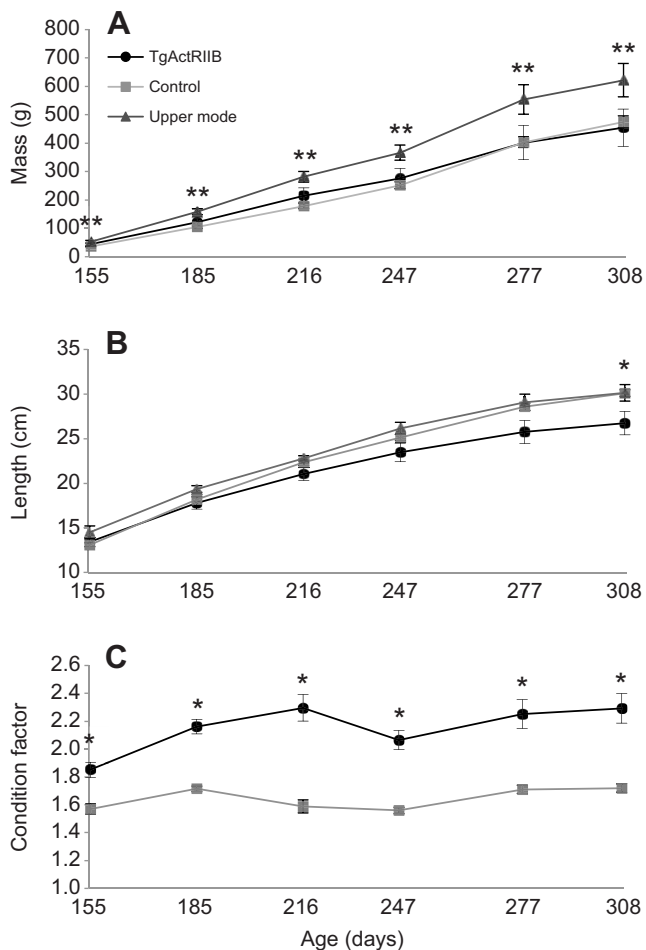 A
800
700
600
500
400
300
200
100
0
Mass (g)
TgActRIIB
Control
Upper mode
**
**
**
**
**
**
155 185 216 247 277 308
B
35
30
25
20
15
10
Length (cm)
*
155 185 216 247 277 308
C
2.6
2.4
2.2
2.0
1.8
1.6
1.4
1.2
1.0
Condition factor
*
*
*
*
*
*
155 185 216 247 277 308
Age (days)